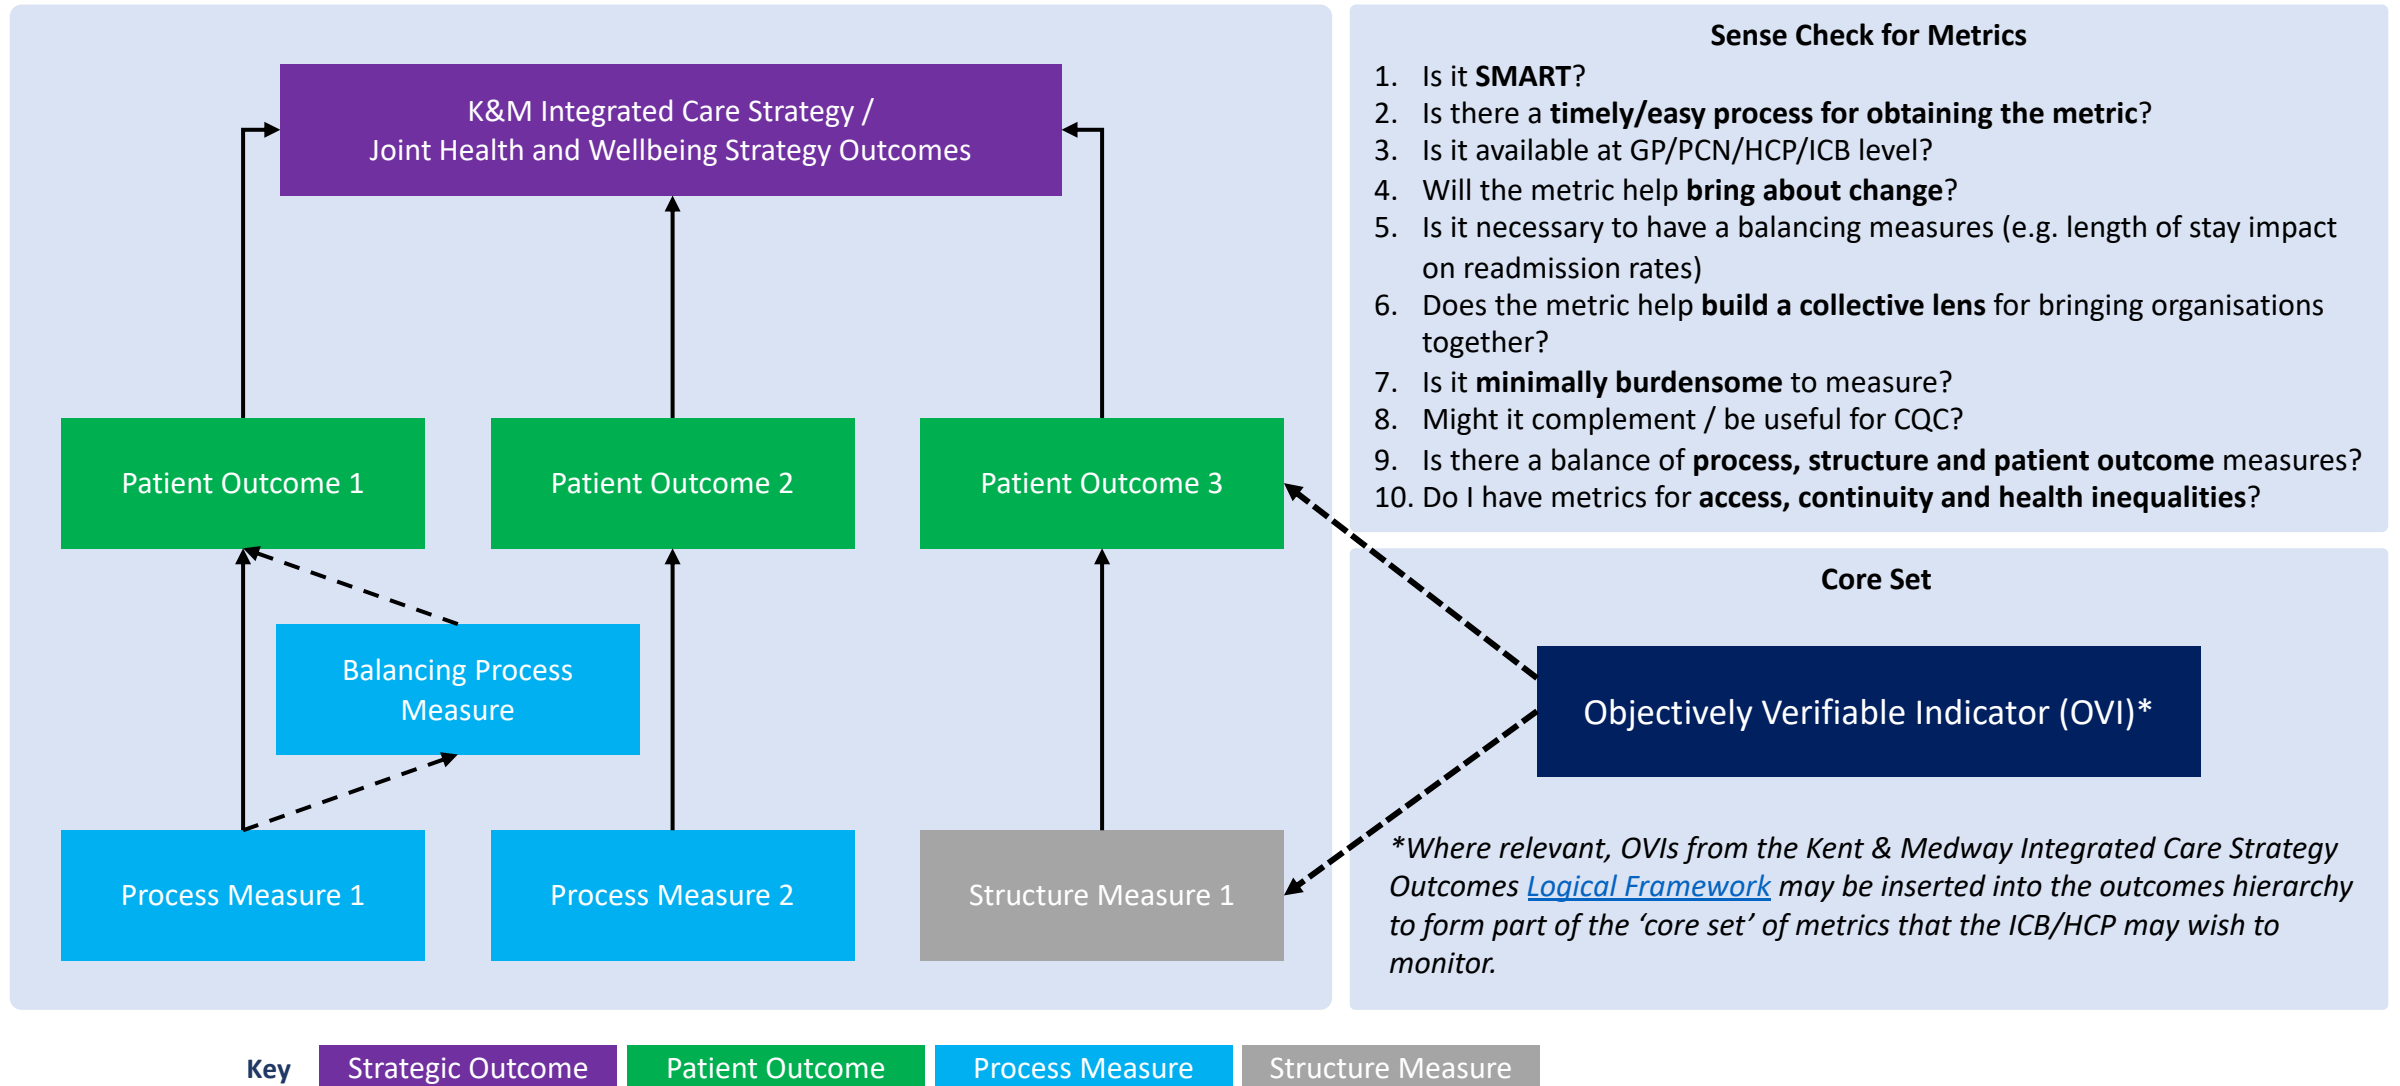 K&M Integrated Care Strategy /
Joint Health and Wellbeing Strategy Outcomes
Patient Outcome 1
Patient Outcome 2
Patient Outcome 3
Balancing Process
Measure
Process Measure 1
Process Measure 2
Structure Measure 1
Sense Check for Metrics
1. Is it SMART?
2. Is there a timely/easy process for obtaining the metric?
3. Is it available at GP/PCN/HCP/ICB level?
4. Will the metric help bring about change?
5. Is it necessary to have a balancing measures (e.g. length of stay impact
on readmission rates)
6. Does the metric help build a collective lens for bringing organisations
together?
7. Is it minimally burdensome to measure?
8. Might it complement / be useful for CQC?
9. Is there a balance of process, structure and patient outcome measures?
10. Do I have metrics for access, continuity and health inequalities?
Core Set
Objectively Verifiable Indicator (OVI)*
*Where relevant, OVIs from the Kent & Medway Integrated Care Strategy
Outcomes Logical Framework may be inserted into the outcomes hierarchy
to form part of the ‘core set’ of metrics that the ICB/HCP may wish to
monitor.
Key
Strategic Outcome
Patient Outcome
Process Measure
Structure Measure